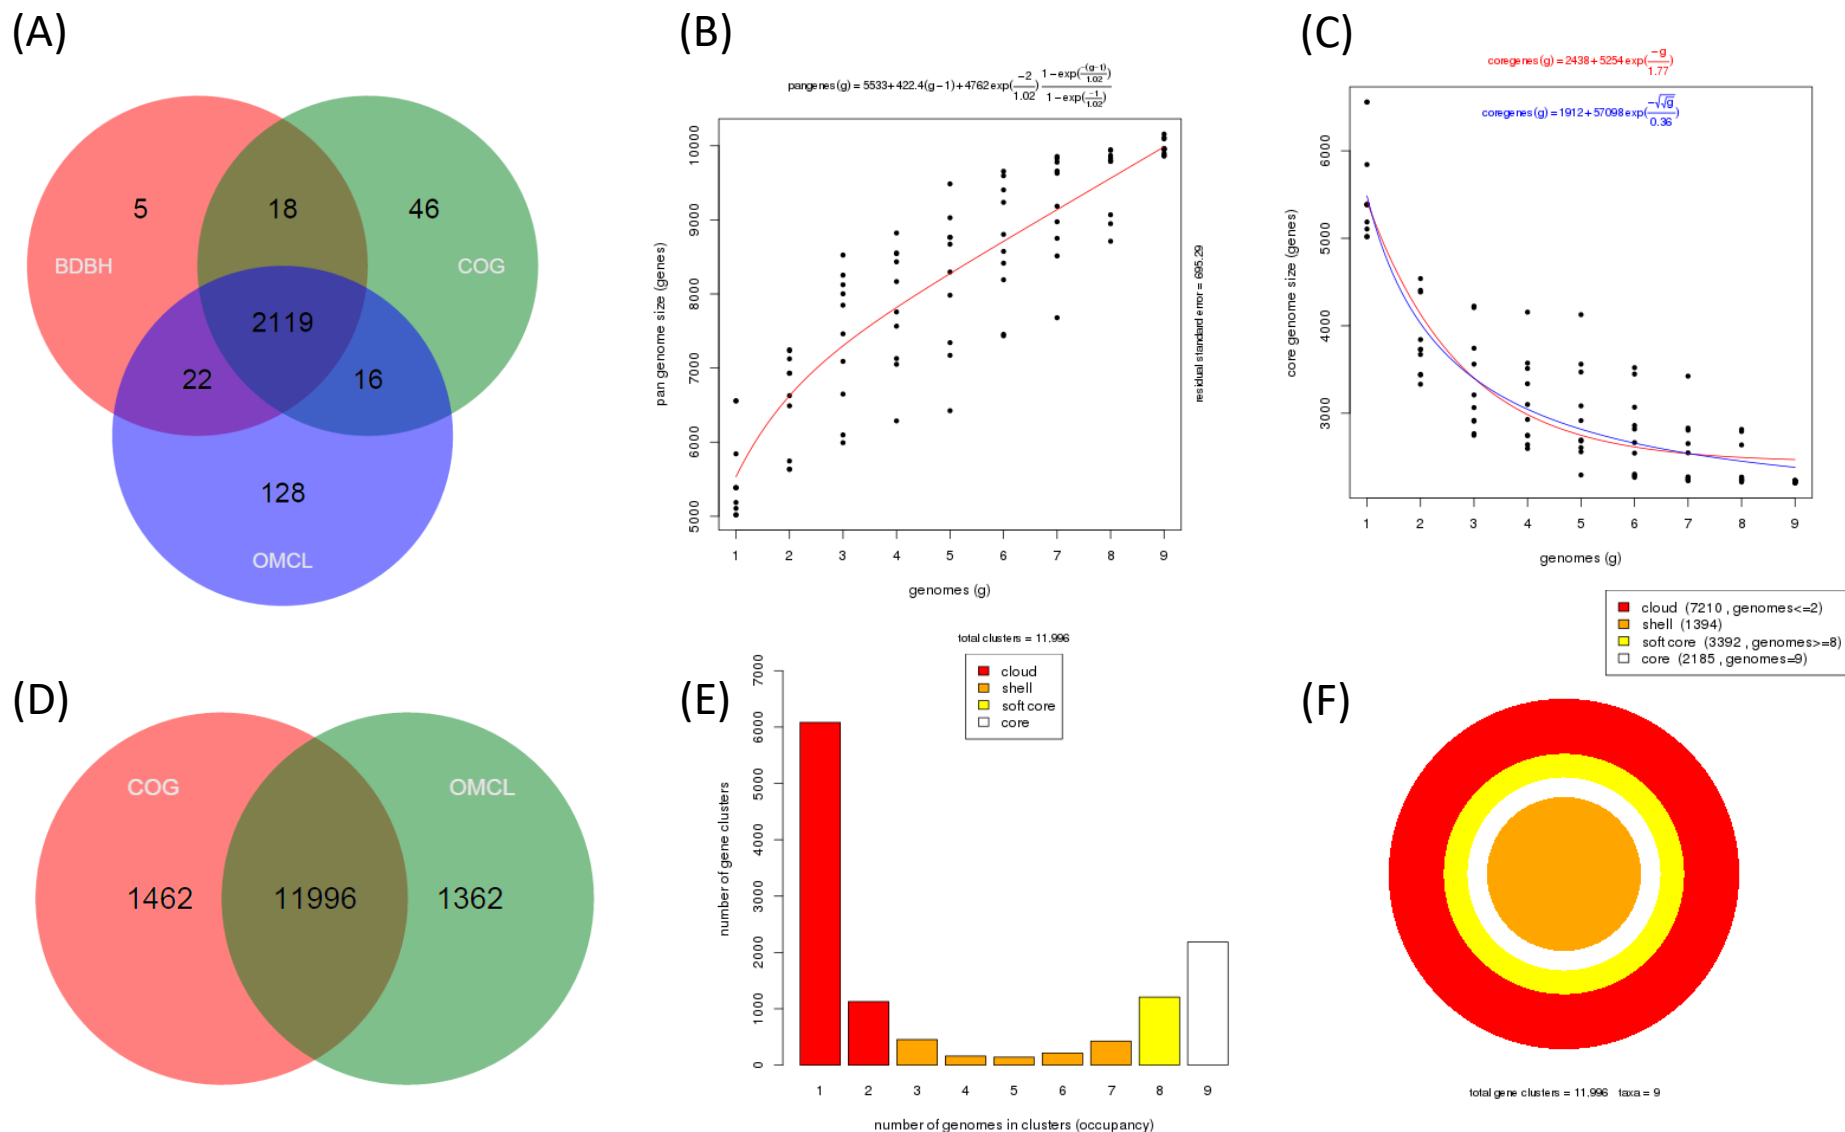 (A)
5
18
46
BDBH
COG
2119
22
16
128
OMCL
(B)
pangenes(g) = 5533+422.4(g−1)+4762 exp(−2/1.02) (1−exp(−(g−1)/1.02))/(1−exp(−1/1.02))
pan genome size (genes)
10000
9000
8000
7000
6000
5000
1 2 3 4 5 6 7 8 9
genomes (g)
residual standard error = 695.29
(C)
coregenes(g) = 2438+5254 exp(−g/1.77)
coregenes(g) = 1912+57098 exp(−√√g/0.36)
core genome size (genes)
6000
5000
4000
3000
1 2 3 4 5 6 7 8 9
genomes (g)
(D)
COG
OMCL
1462
11996
1362
(E)
total clusters = 11,996
cloud
shell
soft core
core
number of gene clusters
7000
6000
5000
4000
3000
2000
1000
0
1 2 3 4 5 6 7 8 9
number of genomes in clusters (occupancy)
(F)
cloud (7210 , genomes<=2)
shell (1394)
soft core (3392 , genomes>=8)
core (2185 , genomes=9)
total gene clusters = 11,996 taxa = 9